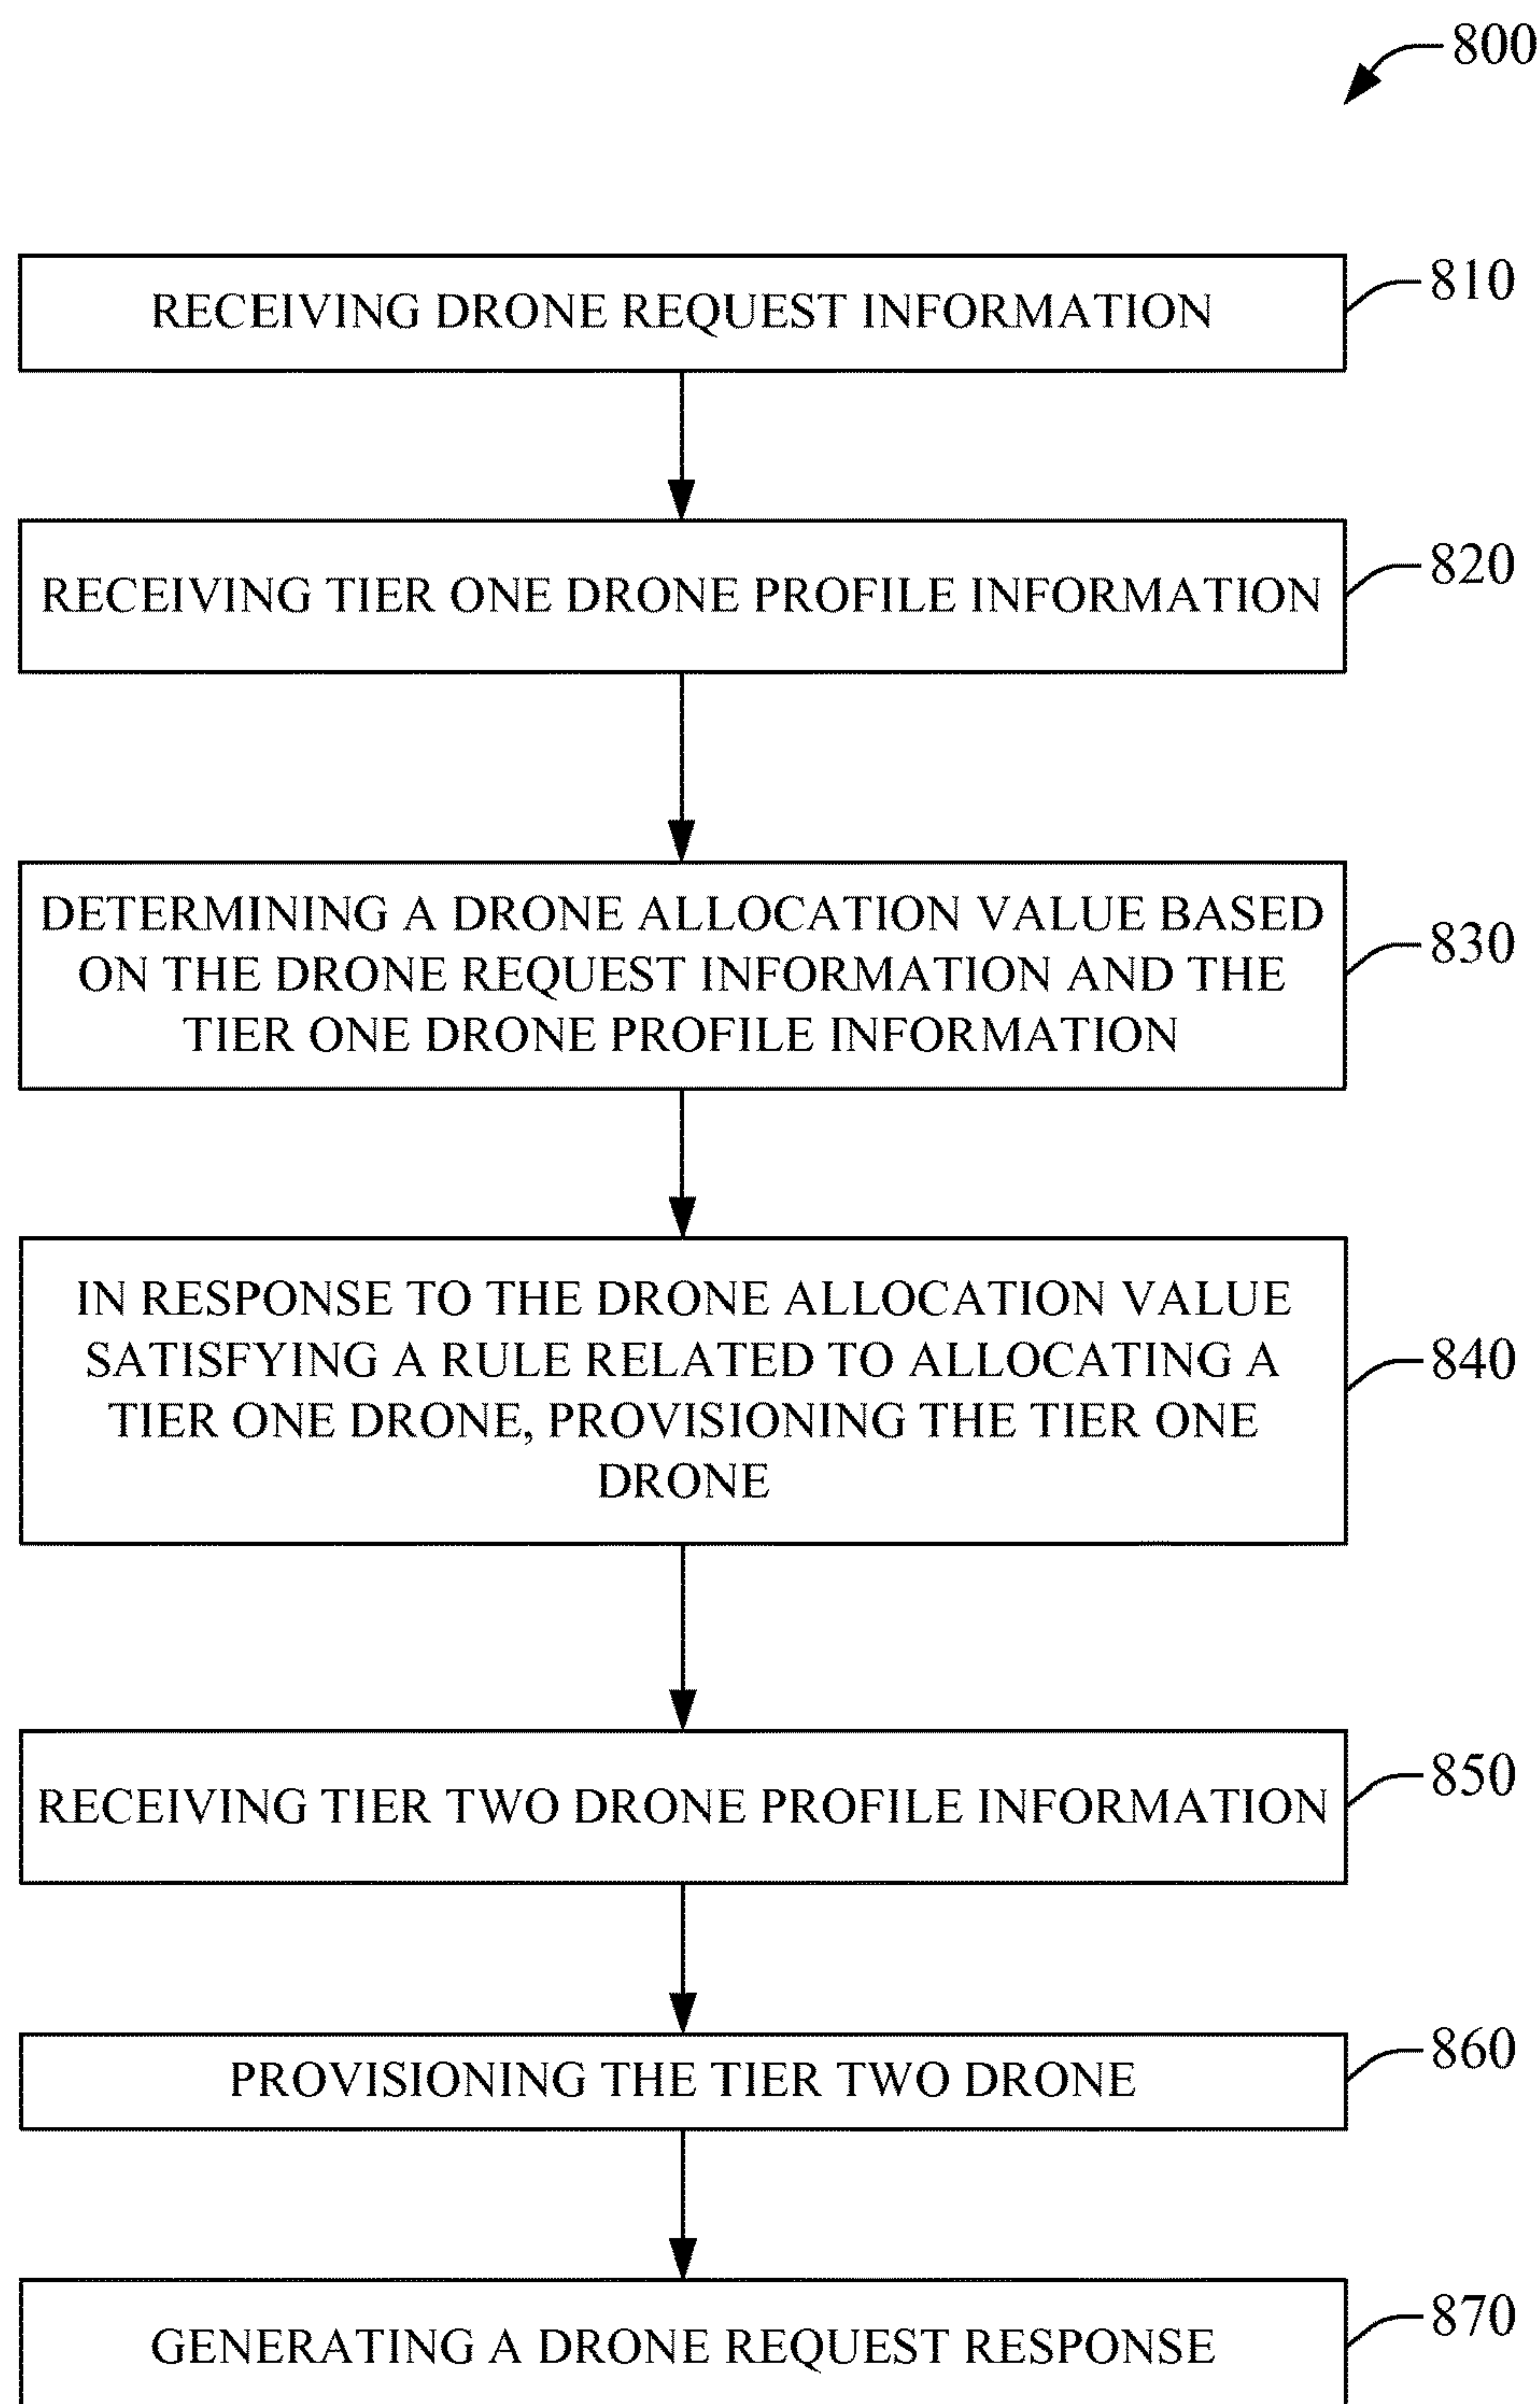 800
RECEIVING DRONE REQUEST INFORMATION
810
RECEIVING TIER ONE DRONE PROFILE INFORMATION
820
DETERMINING A DRONE ALLOCATION VALUE BASED
ON THE DRONE REQUEST INFORMATION AND THE
TIER ONE DRONE PROFILE INFORMATION
830
IN RESPONSE TO THE DRONE ALLOCATION VALUE
SATISFYING A RULE RELATED TO ALLOCATING A
TIER ONE DRONE, PROVISIONING THE TIER ONE
DRONE
840
RECEIVING TIER TWO DRONE PROFILE INFORMATION
850
PROVISIONING THE TIER TWO DRONE
860
GENERATING A DRONE REQUEST RESPONSE
870